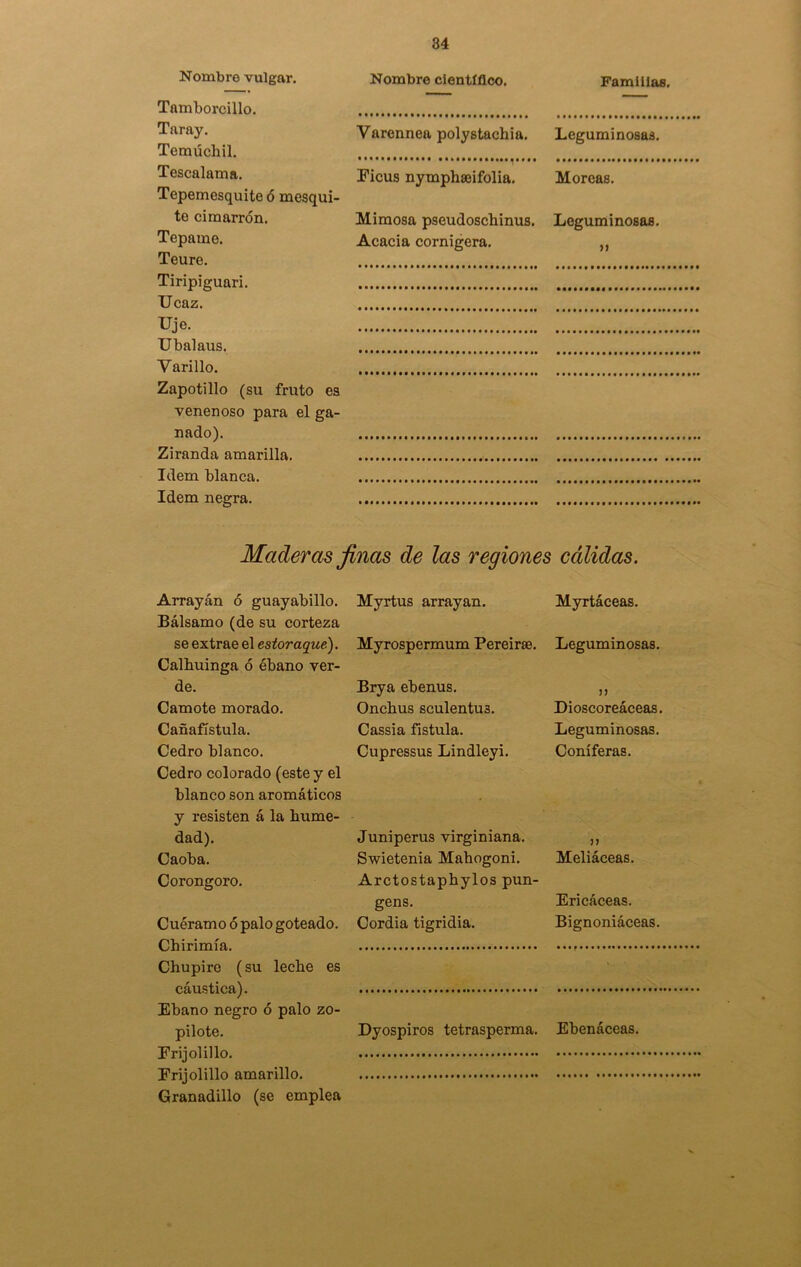 34
Nombre vulgar. Nombre científico. Familias.
Tamborcillo. .............................. ..............................
Taray. Varennea polystachia. Leguminosas.
Temúchil. .............................. ..............................
Tescalama. Ficus nymphæifolia. Moreas.
Tepemesquite ó mesqui-
te cimarrón. Mimosa pseudoschinus. Leguminosas.
Tepame. Acacia cornigera. „
Teure. .............................. ..............................
Tiripiguari. .............................. ..............................
Ucaz. .............................. ..............................
Uje. .............................. ..............................
Ubalaus. .............................. ..............................
Varillo. .............................. ..............................
Zapotillo (su fruto es
venenoso para el ga-
nado). .............................. ..............................
Ziranda amarilla. .............................. ..............................
Idem blanca. .............................. ..............................
Idem negra. .............................. ..............................
Maderas finas de las regiones cálidas.
Arrayán ó guayabillo. Myrtus arrayan. Myrtáceas.
Bálsamo (de su corteza
se extrae el estoraque). Myrospermum Pereiræ. Leguminosas.
Calhuinga ó ébano ver-
de. Brya ebenus. „
Camote morado. Onchus sculentus. Dioscoreáceas.
Cañafístula. Cassia fistula. Leguminosas.
Cedro blanco. Cupressus Lindleyi. Coníferas.
Cedro colorado (este y el
blanco son aromáticos
y resisten á la hume-
dad). Juniperus virginiana. „
Caoba. Swietenia Mahogoni. Meliáceas.
Corongoro. Arctostaphylos pun-
gens. Ericáceas.
Cuéramo ó palo goteado. Cordia tigridia. Bignoniáceas.
Chirimía. .............................. ..............................
Chupire (su leche es
cáustica). .............................. ..............................
Ebano negro ó palo zo-
pilote. Dyospiros tetrasperma. Ebenáceas.
Frijolillo. .............................. ..............................
Frijolillo amarillo. .............................. ..............................
Granadillo (se emplea